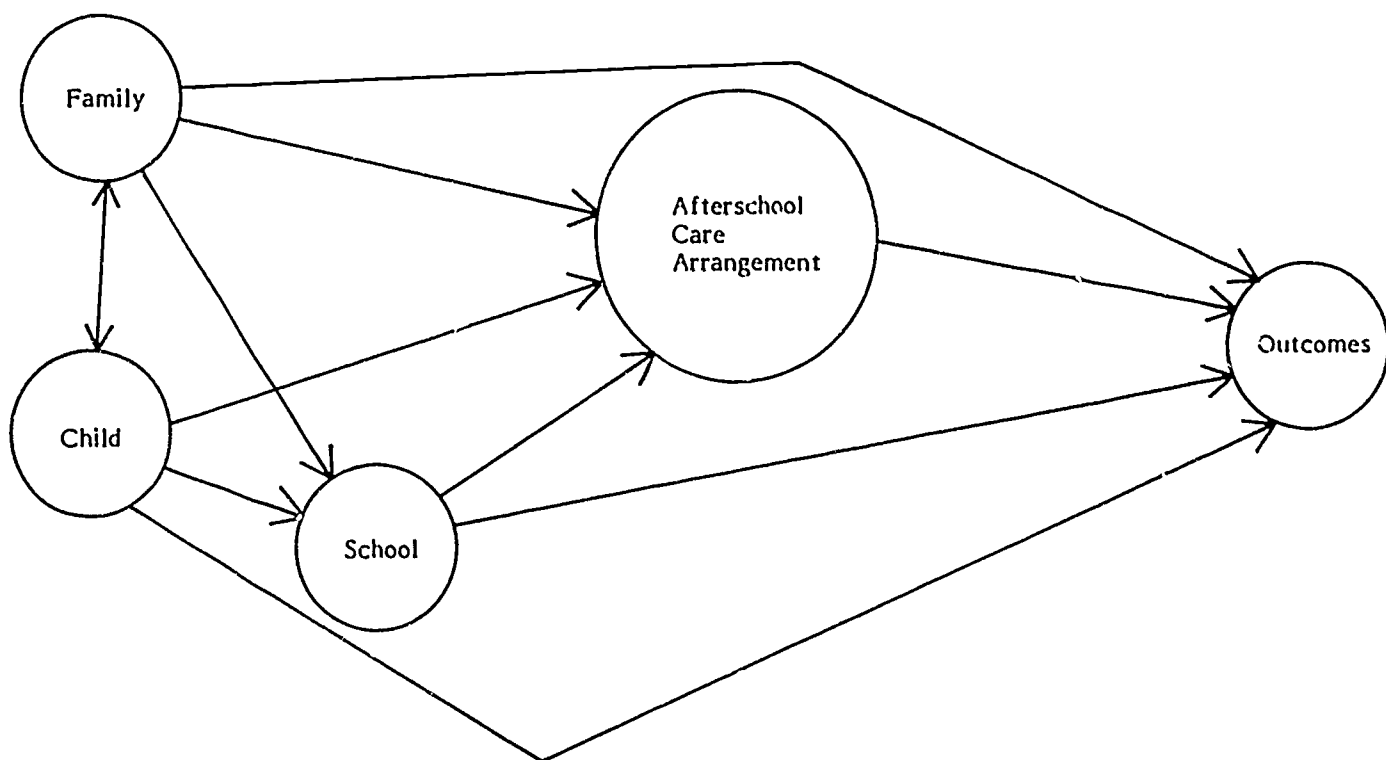 Family
Afterschool
Care
Arrangement
Outcomes
Child
School